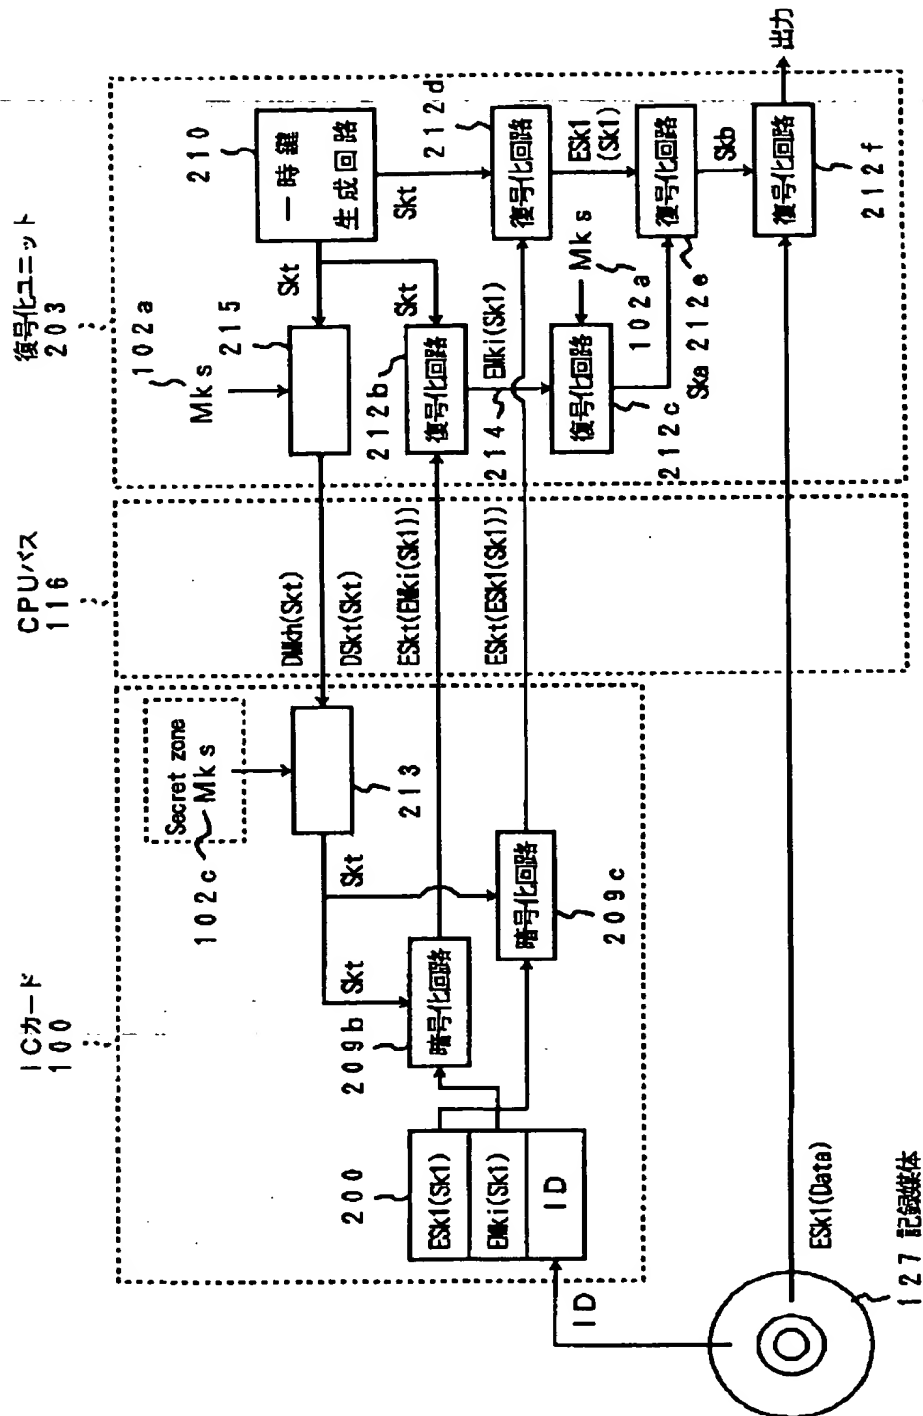 ICカード
100
CPUバス
116
復号化ユニット
203
Secret zone
Mks
102c
213
Skt
Skt
209b
暗号化回路
暗号化回路
209c
200
ESk1(Sk1)
EMki(Sk1)
ID
ID
127 記録媒体
ESk1(Data)
DMkh(Skt)
DSkt(Skt)
ESkt(EMki(Sk1))
ESkt(ESk1(Sk1))
102a
Mks
215
Skt
210
一時鍵
生成回路
Skt
Skt
212b
復号化回路
214
EMki(Sk1)
212d
復号化回路
ESk1
(Sk1)
Mks
102a
復号化回路
212c
Ska
212e
復号化回路
Skb
復号化回路
212f
出力